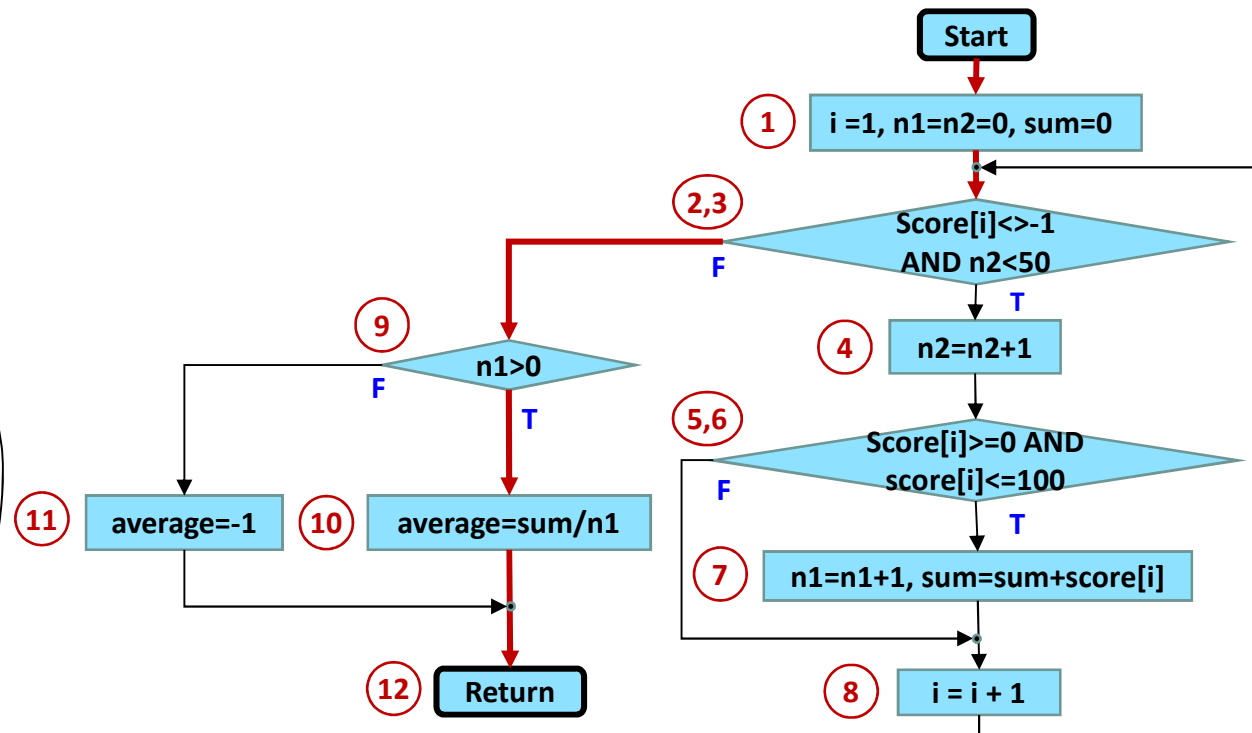 Start
1
i =1, n1=n2=0, sum=0
2,3
Score[i]<>-1
AND n2<50
F
T
9
n1>0
F
T
4
n2=n2+1
5,6
Score[i]>=0 AND
score[i]<=100
F
T
11
average=-1
10
average=sum/n1
7
n1=n1+1, sum=sum+score[i]
12
Return
8
i = i + 1